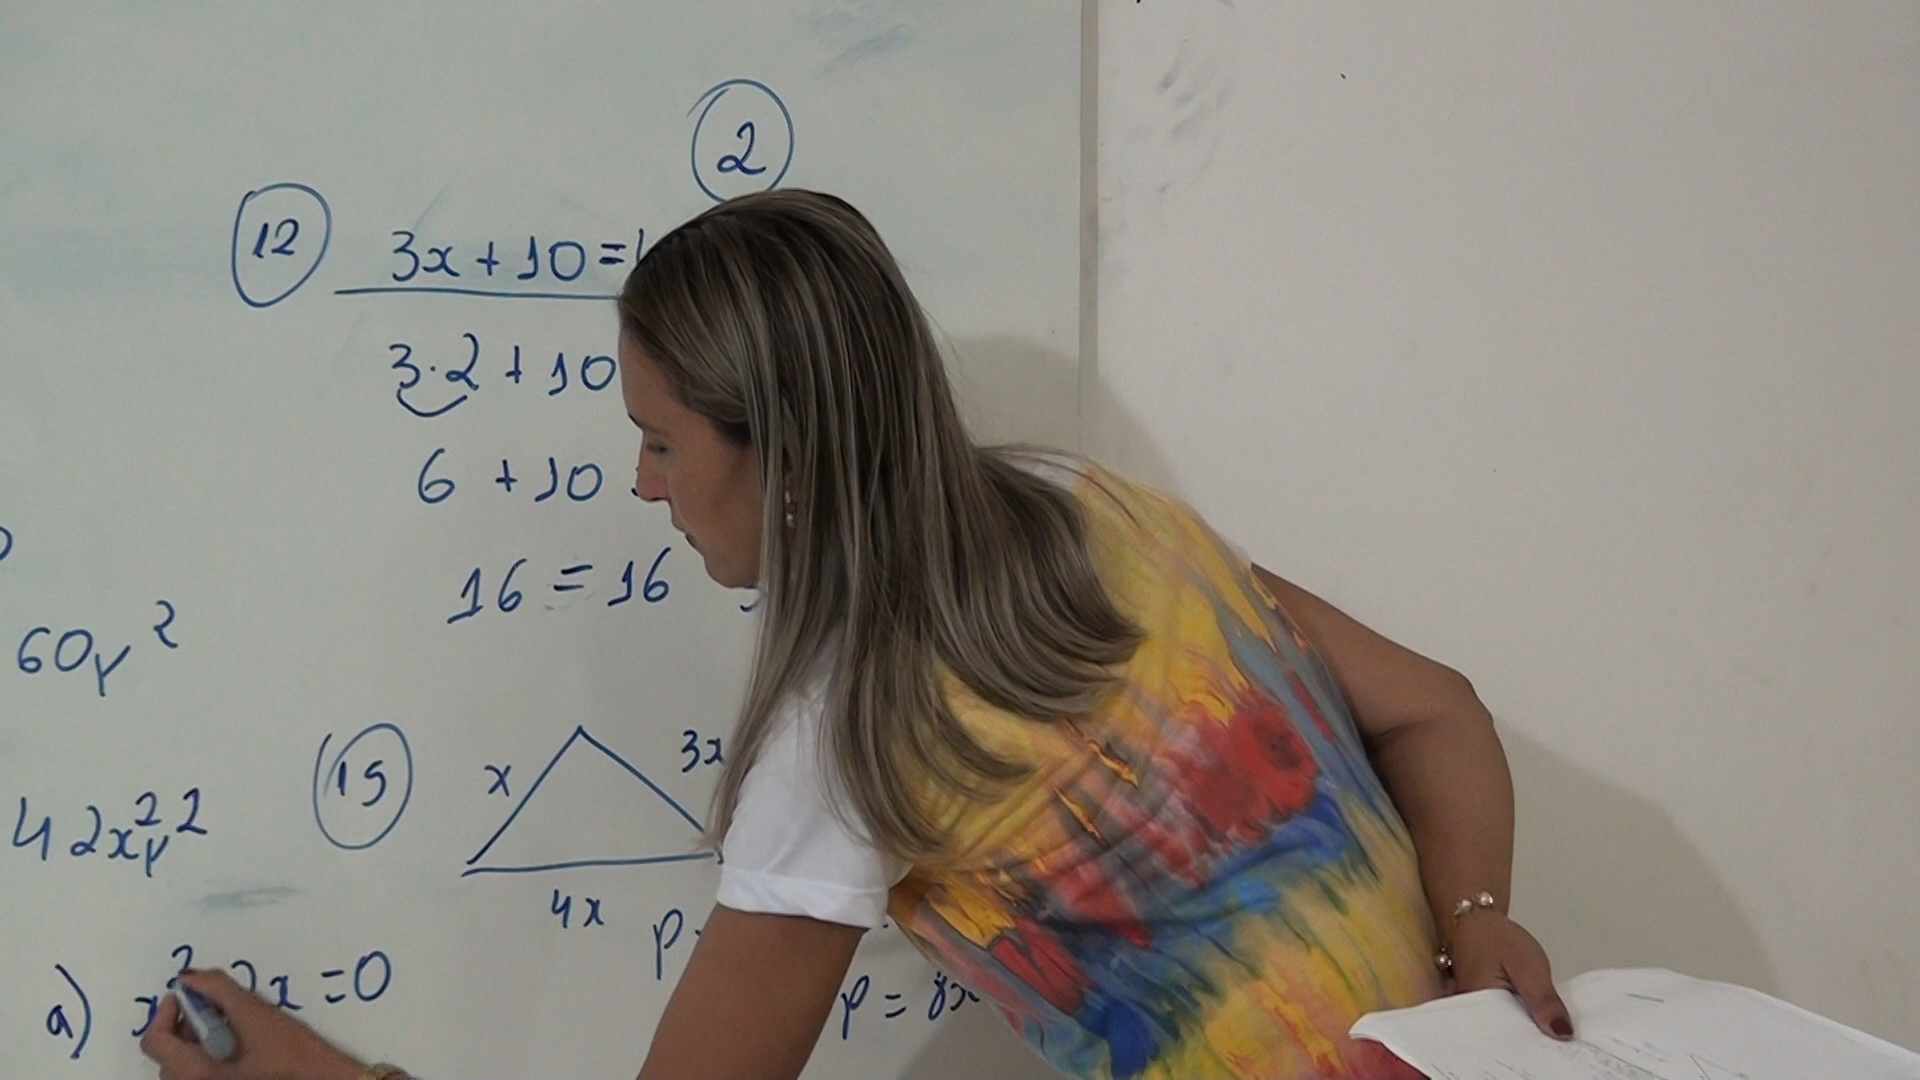 2
12
3x + 10 =
3·2 + 10
6 + 10
16 = 16
60y²
42x²y²
15
x
3x
4x
p
p = 8x
a) x² 2x = 0